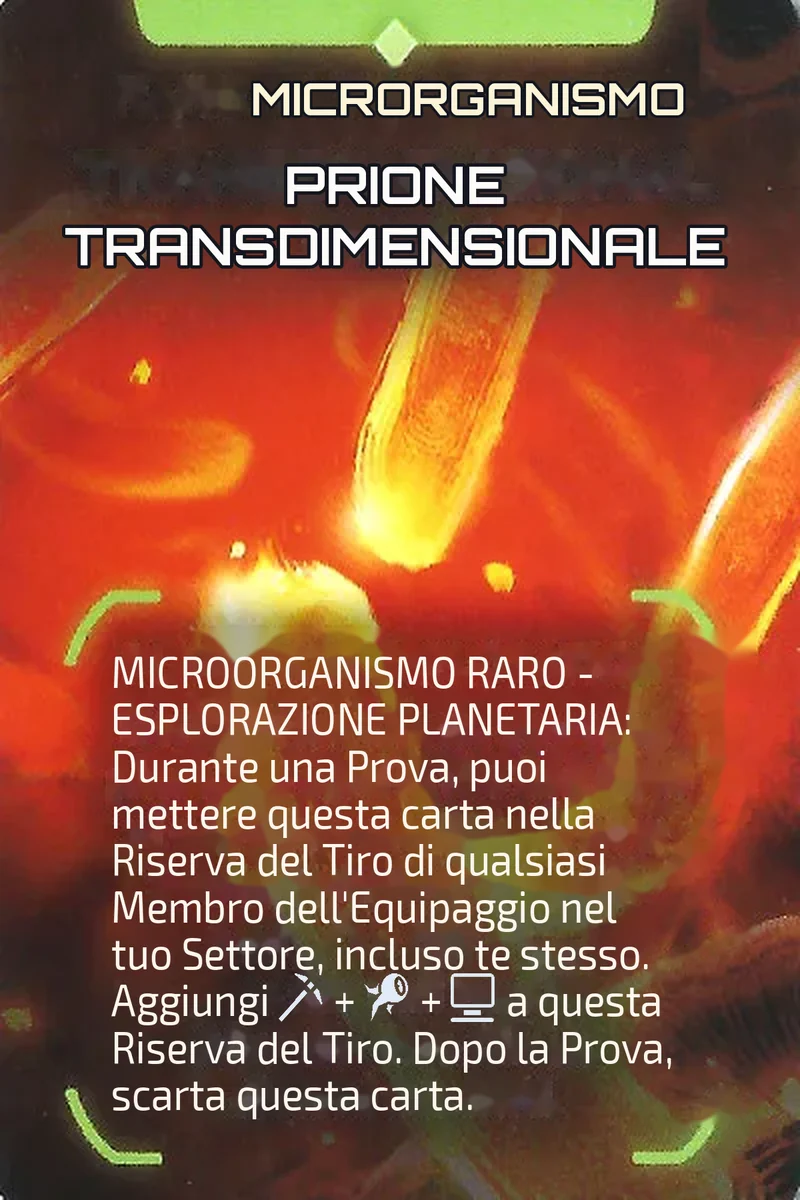 MICRORGANISMO
PRIONE
TRANSDIMENSIONALE
MICROORGANISMO RARO -
ESPLORAZIONE PLANETARIA:
Durante una Prova, puoi
mettere questa carta nella
Riserva del Tiro di qualsiasi
Membro dell'Equipaggio nel
tuo Settore, incluso te stesso.
Aggiungi + + a questa
Riserva del Tiro. Dopo la Prova,
scarta questa carta.